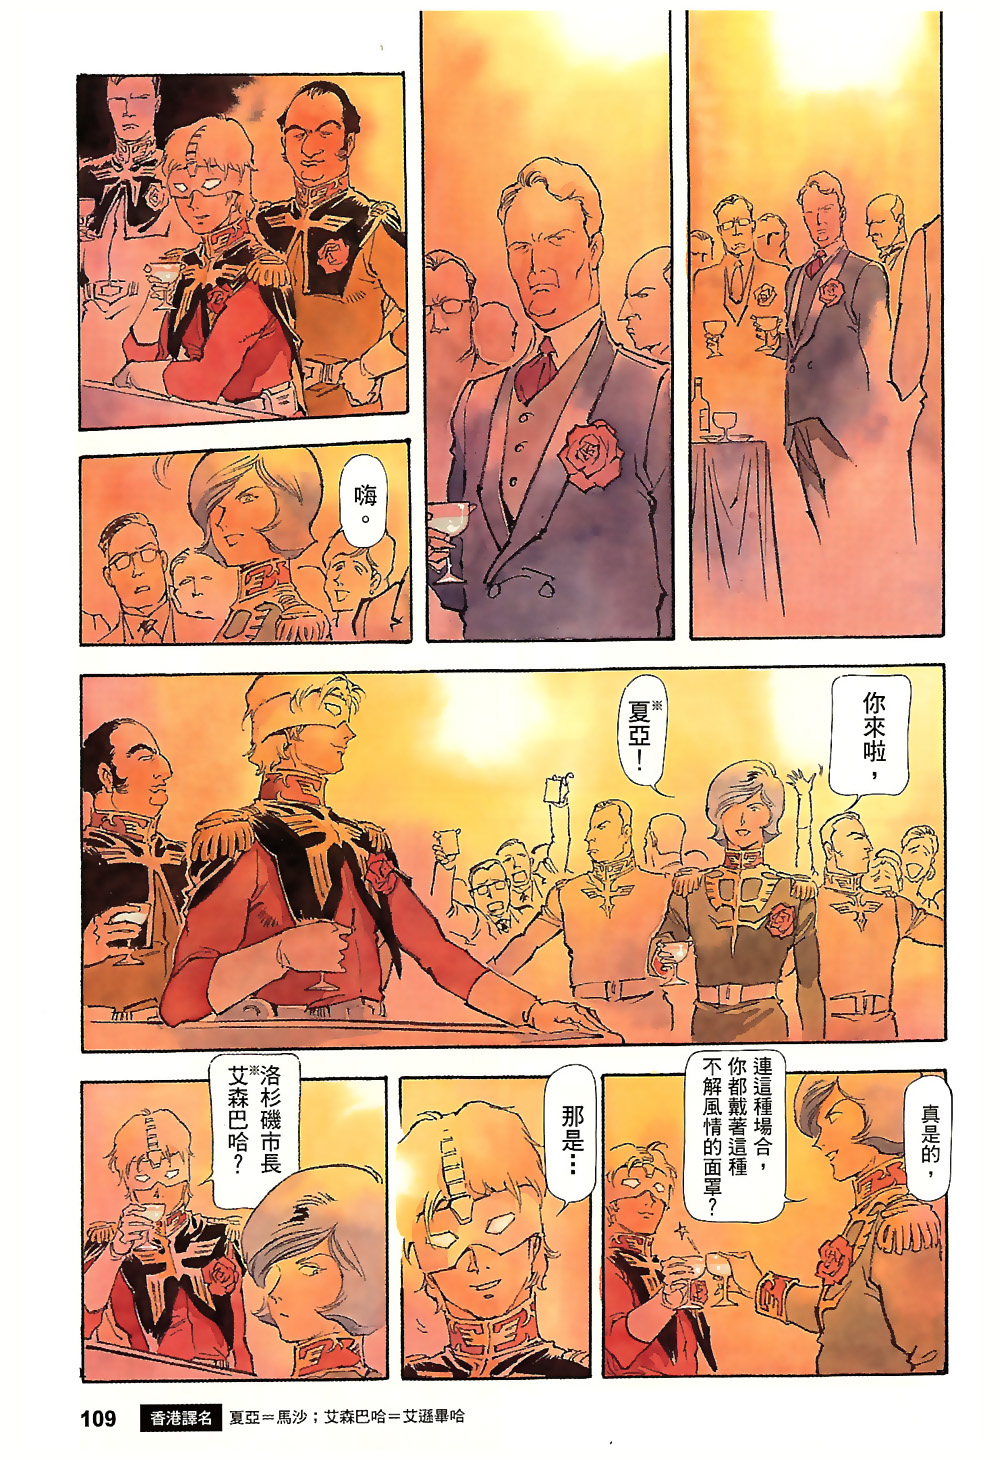 嗨。
你來啦，
※夏亞！
真是的，
連這種場合，
你都戴著這種
不解風情的面罩？
那是…
洛杉磯市長
※艾森巴哈？
109
香港譯名 夏亞＝馬沙；艾森巴哈＝艾遜畢哈